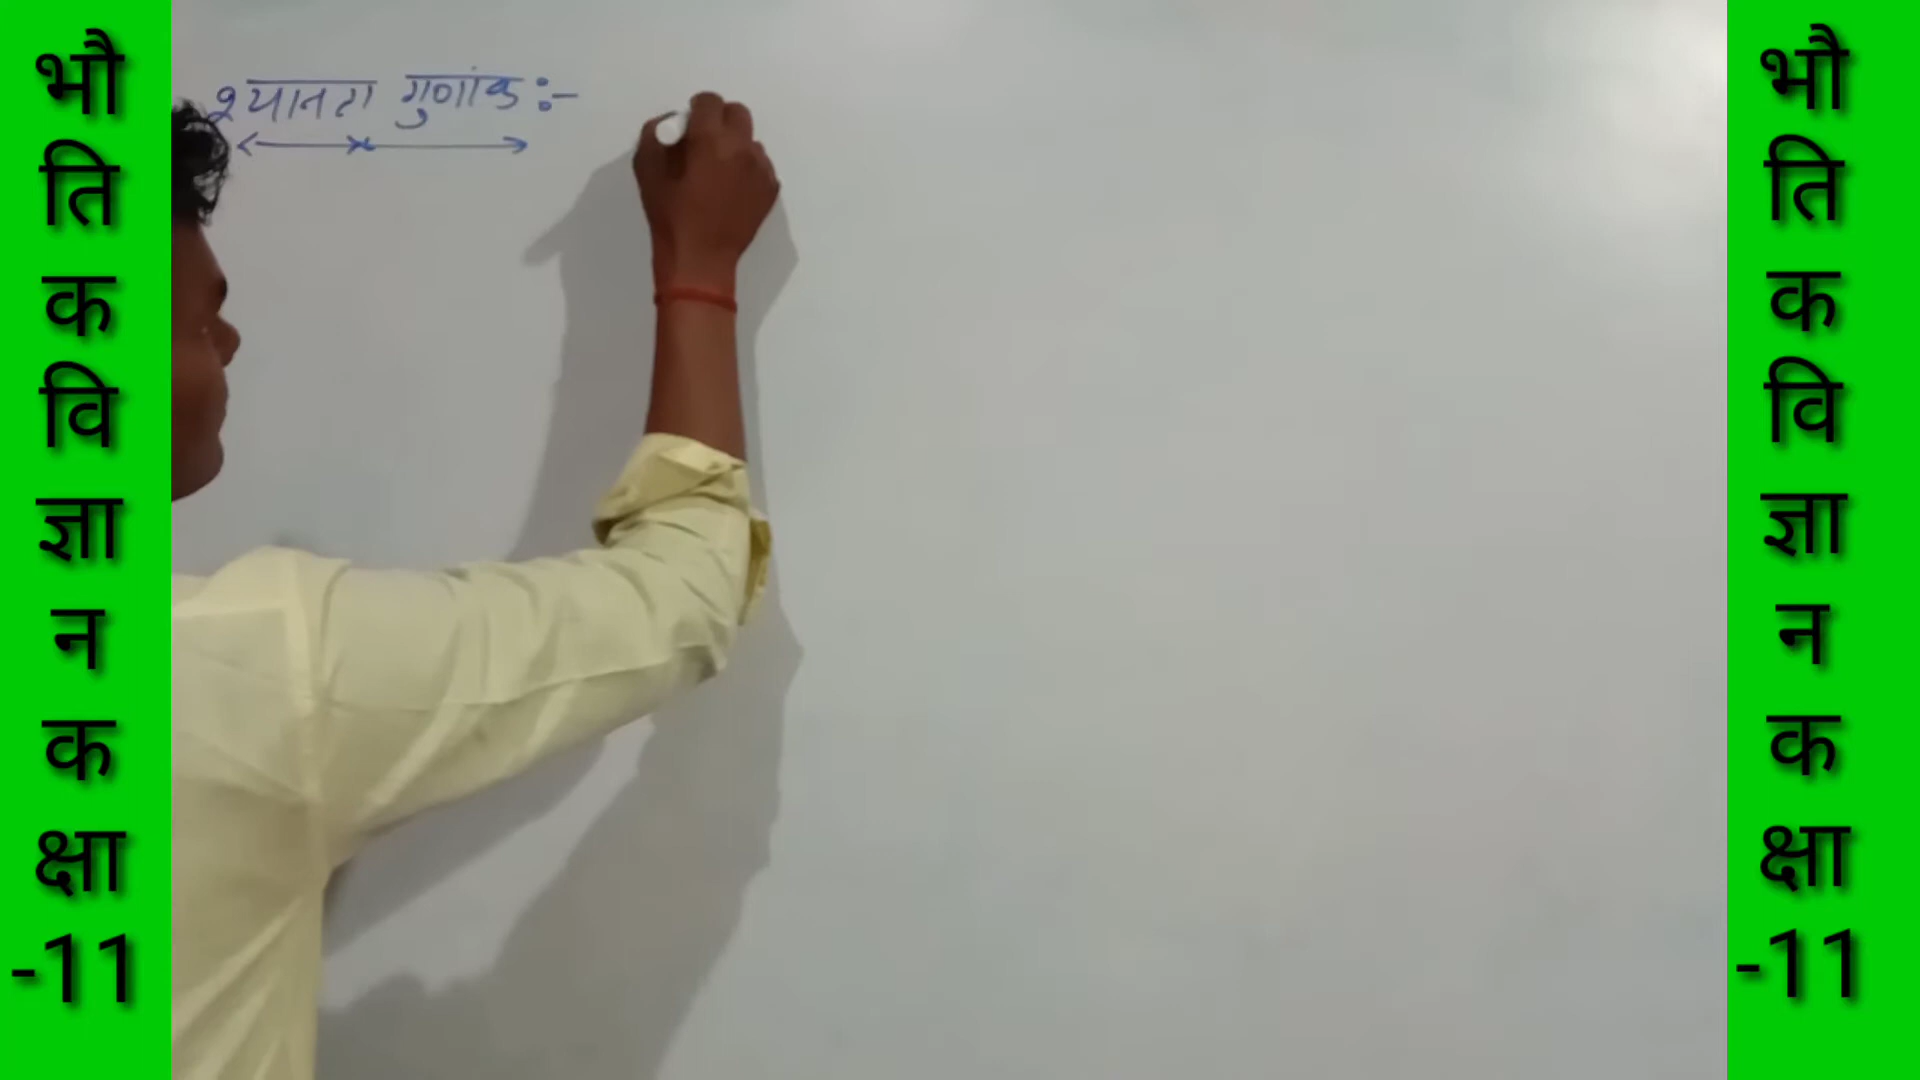 भौतिक विज्ञान कक्षा -11
श्यानता गुणांक :-
भौतिक विज्ञान कक्षा -11